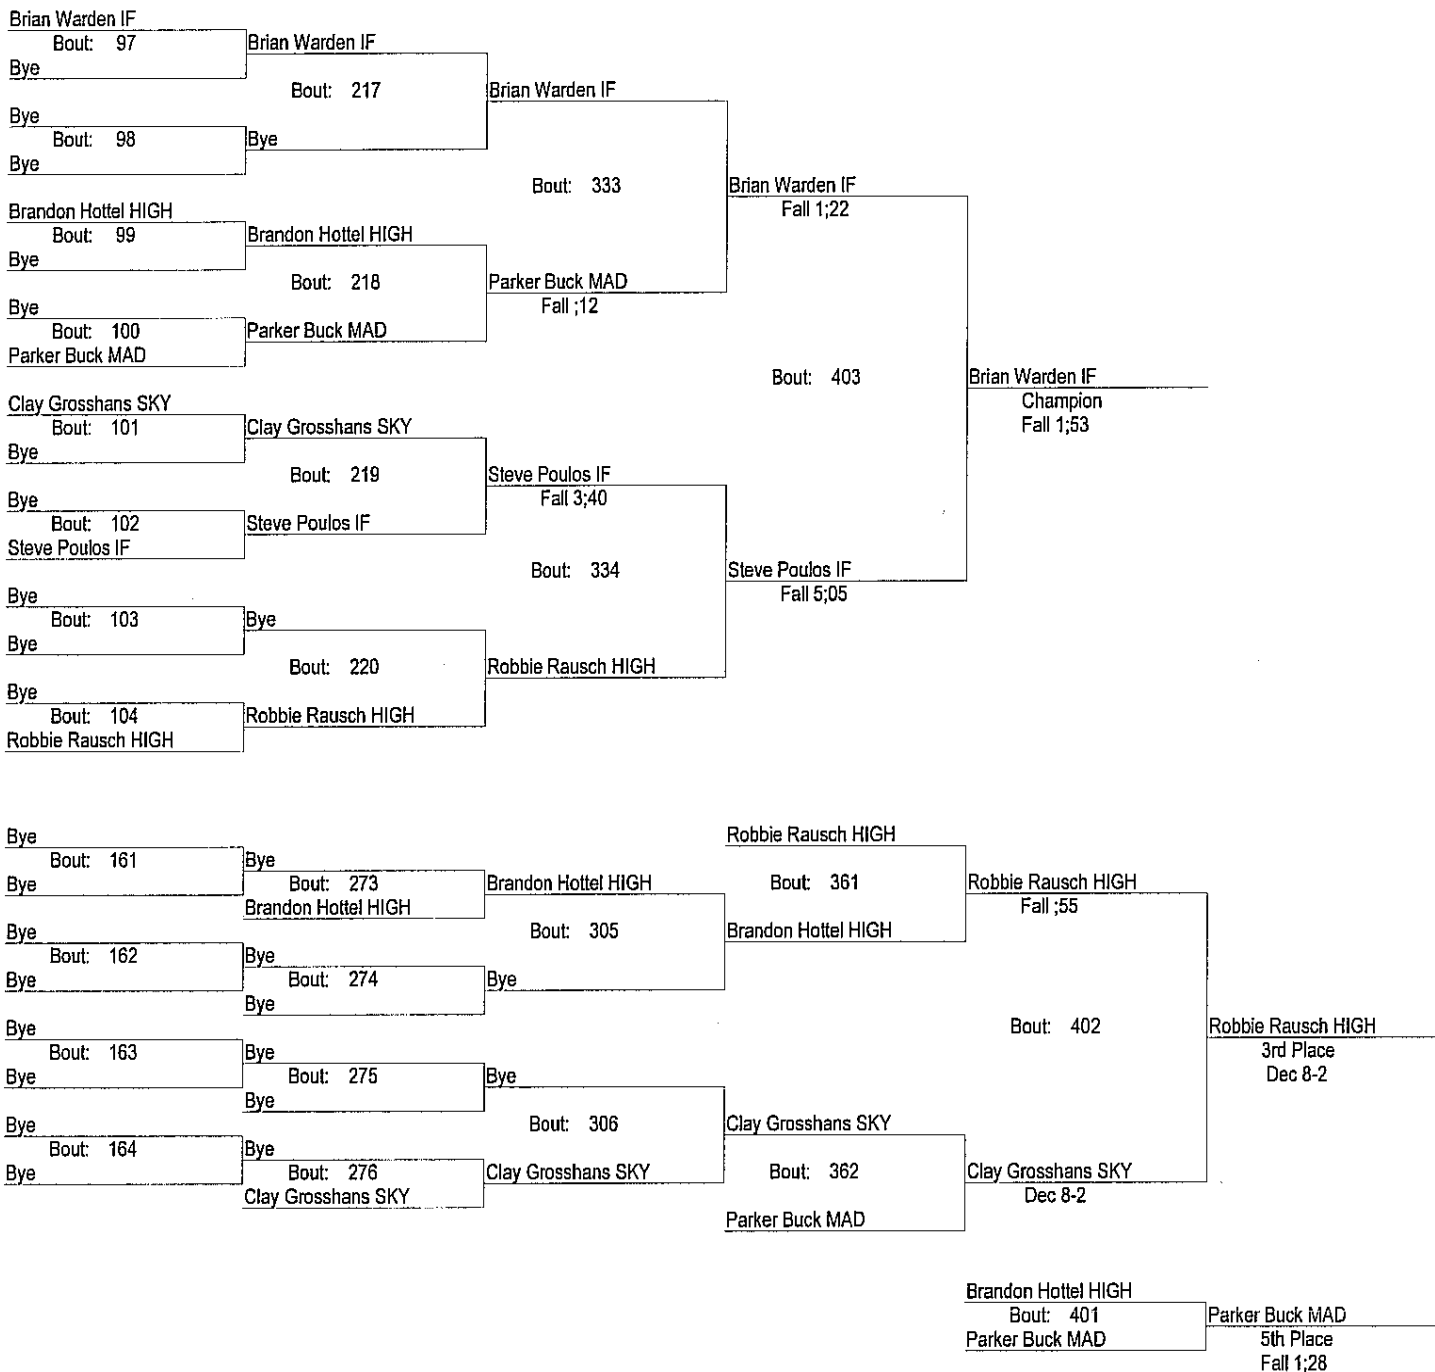 Brian Warden IF
Bout: 97
Bye
Brian Warden IF
Bout: 217
Bye
Bout: 98
Bye
Bye
Brian Warden IF
Bout: 333
Brandon Hottel HIGH
Bout: 99
Bye
Brandon Hottel HIGH
Bout: 218
Bye
Bout: 100
Parker Buck MAD
Parker Buck MAD
Parker Buck MAD
Fall ;12
Brian Warden IF
Fall 1;22
Bout: 403
Clay Grosshans SKY
Bout: 101
Bye
Clay Grosshans SKY
Bout: 219
Bye
Bout: 102
Steve Poulos IF
Steve Poulos IF
Steve Poulos IF
Fall 3;40
Bout: 334
Bye
Bout: 103
Bye
Bye
Bout: 220
Bye
Bout: 104
Robbie Rausch HIGH
Robbie Rausch HIGH
Robbie Rausch HIGH
Steve Poulos IF
Fall 5;05
Brian Warden IF
Champion
Fall 1;53
Bye
Bout: 161
Bye
Bye
Bout: 273
Brandon Hottel HIGH
Brandon Hottel HIGH
Bout: 305
Bye
Bout: 162
Bye
Bye
Bout: 274
Bye
Bye
Robbie Rausch HIGH
Bout: 361
Brandon Hottel HIGH
Robbie Rausch HIGH
Fall ;55
Bout: 402
Bye
Bout: 163
Bye
Bye
Bout: 275
Bye
Bye
Bout: 306
Bye
Bout: 164
Bye
Bye
Bout: 276
Clay Grosshans SKY
Clay Grosshans SKY
Clay Grosshans SKY
Bout: 362
Parker Buck MAD
Clay Grosshans SKY
Dec 8-2
Robbie Rausch HIGH
3rd Place
Dec 8-2
Brandon Hottel HIGH
Bout: 401
Parker Buck MAD
Parker Buck MAD
5th Place
Fall 1;28